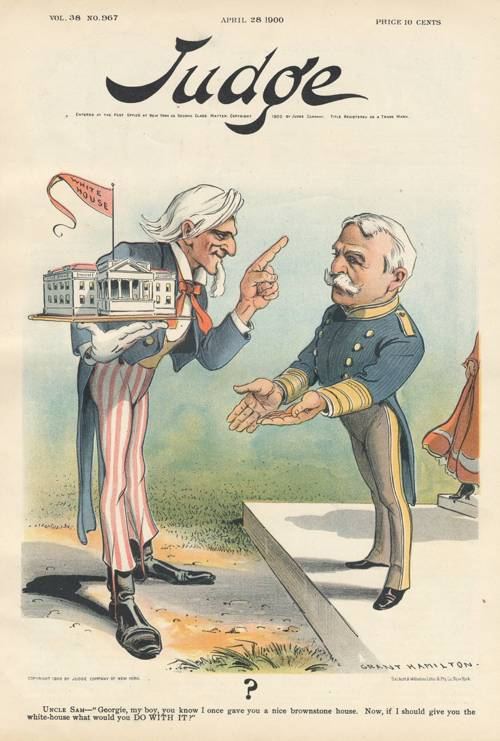 VOL. 38 NO. 967
APRIL 28 1900
PRICE 10 CENTS
Judge
ENTERED AT THE POST OFFICE AT NEW YORK AS SECOND CLASS MATTER. COPYRIGHT 1900 BY JUDGE COMPANY. TITLE REGISTERED AS A TRADE MARK.
WHITE
HOUSE
GRANT HAMILTON-
COPYRIGHT 1900 BY JUDGE COMPANY OF NEW YORK.
Sackett & Wilhelms Litho. & Ptg. Co. New York.
?
UNCLE SAM—"Georgie, my boy, you know I once gave you a nice brownstone house. Now, if I should give you the
white-house what would you DO WITH IT?"